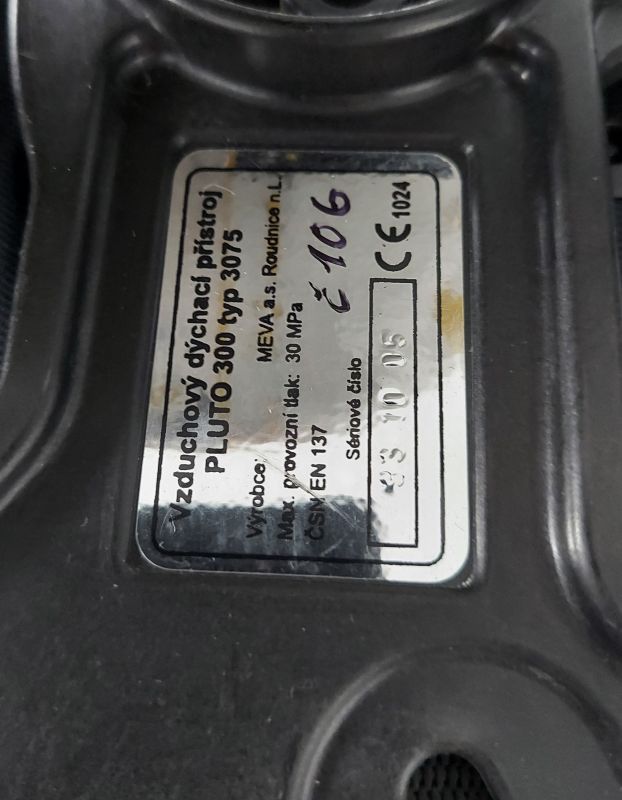 Vzduchový dýchací přístroj
PLUTO 300 typ 3075
Výrobce: MEVA a.s. Roudnice n.L.
Max. provozní tlak: 30 MPa
ČSN EN 137
č 106
Sériové číslo
10 05
CE 1024